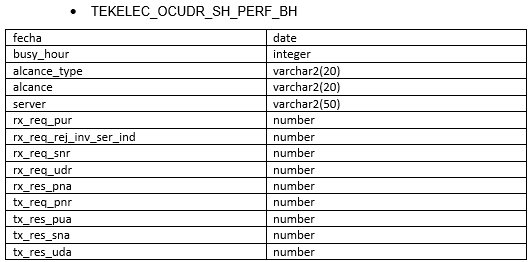 • TEKELEC_OCUDR_SH_PERF_BH
fecha date
busy_hour integer
alcance_type varchar2(20)
alcance varchar2(20)
server varchar2(50)
rx_req_pur number
rx_req_rej_inv_ser_ind number
rx_req_snr number
rx_req_udr number
rx_res_pna number
tx_req_pnr number
tx_res_pua number
tx_res_sna number
tx_res_uda number